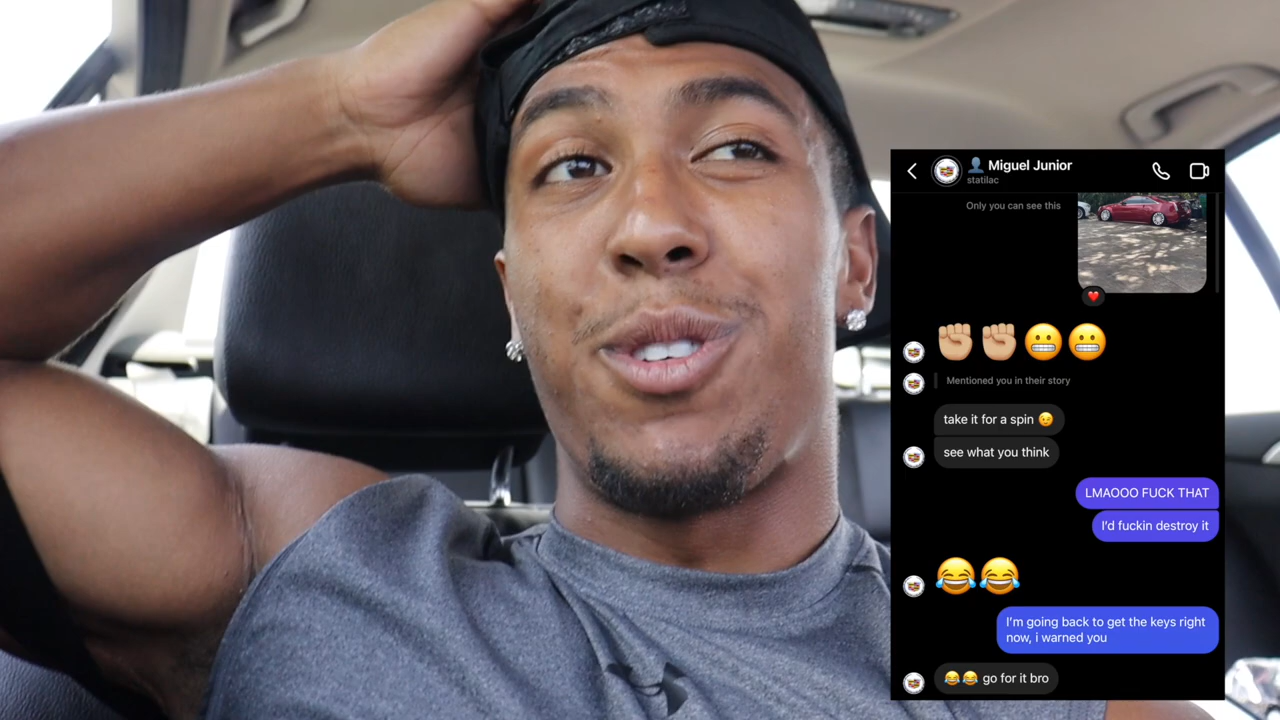 👤 Miguel Junior
statilac
Only you can see this
❤️
✊🏼✊🏼😬😬
Mentioned you in their story
take it for a spin 😉
see what you think
LMAOOO FUCK THAT
I'd fuckin destroy it
😂😂
I'm going back to get the keys right
now, i warned you
😂😂 go for it bro